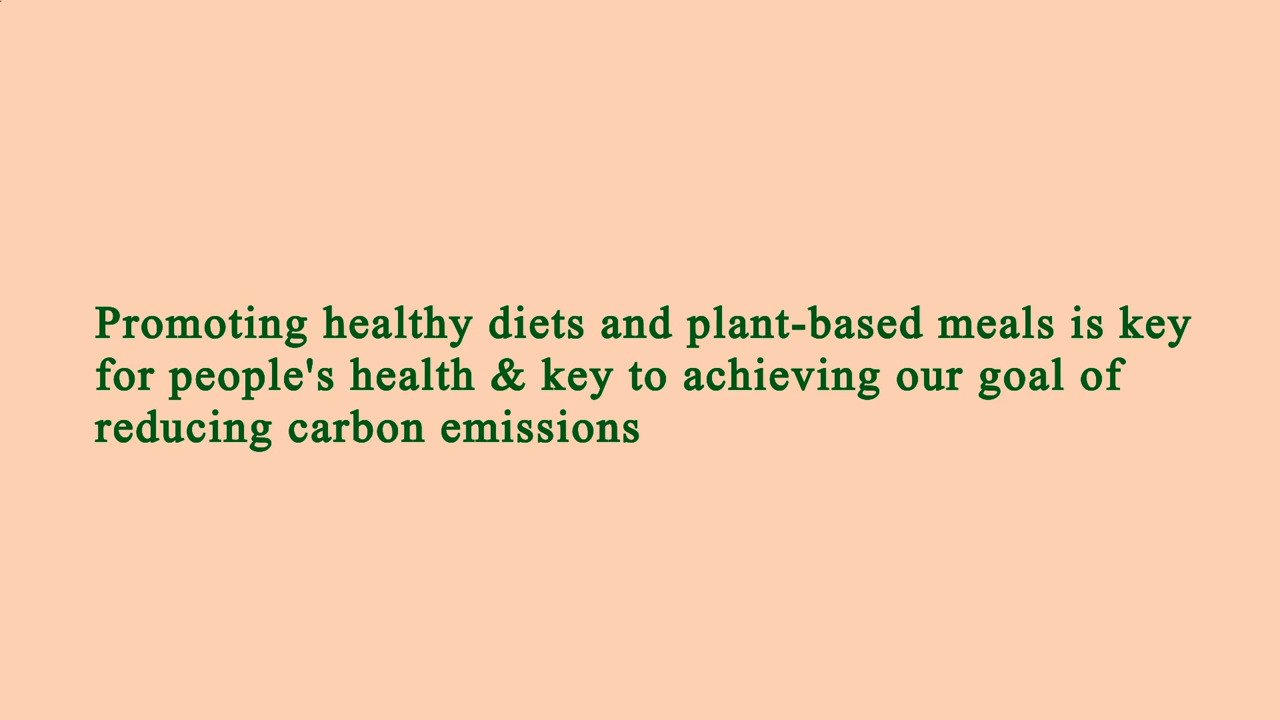 Promoting healthy diets and plant-based meals is key
for people's health & key to achieving our goal of
reducing carbon emissions